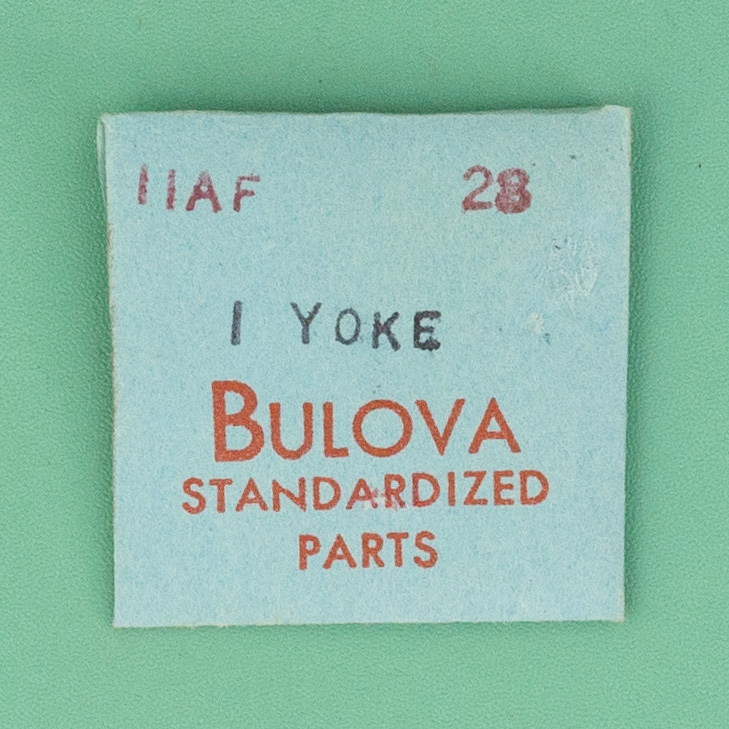 11AF 28
1 YOKE
BULOVA
STANDARDIZED
PARTS